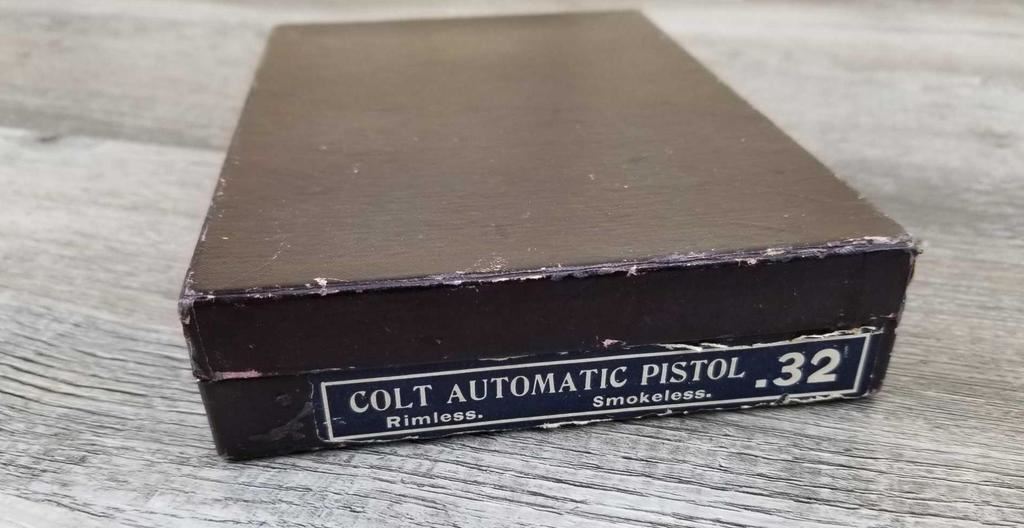 COLT AUTOMATIC PISTOL .32
Rimless. Smokeless.